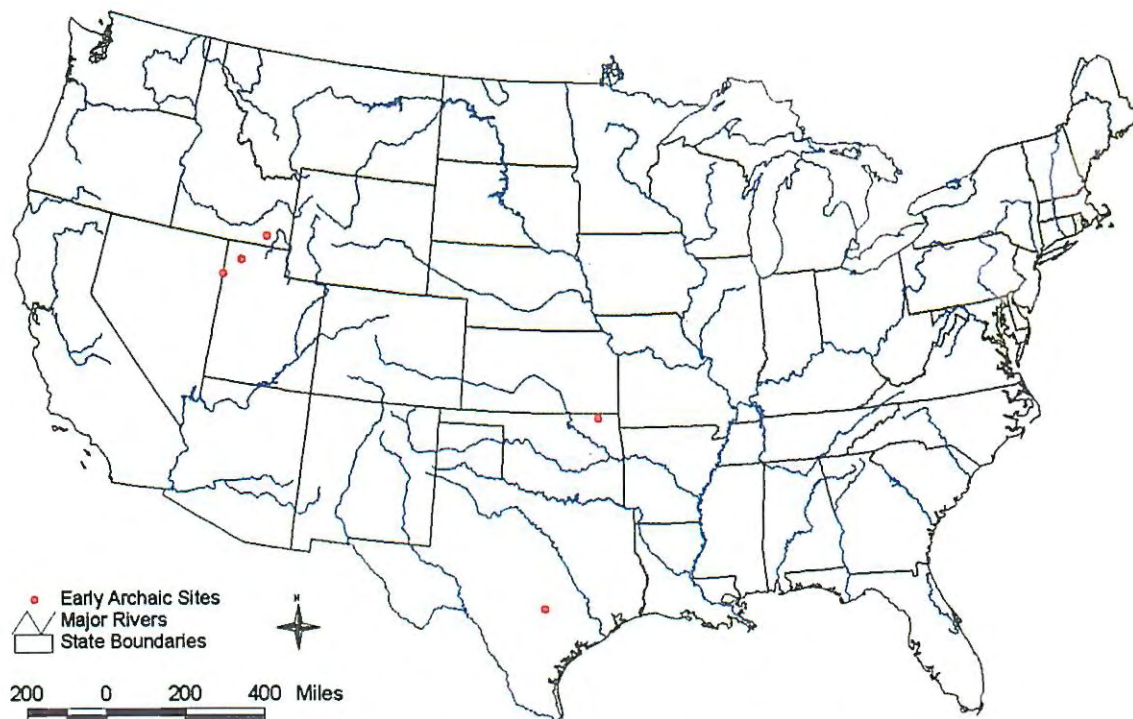 Early Archaic Sites
Major Rivers
State Boundaries
N
200 0 200 400 Miles